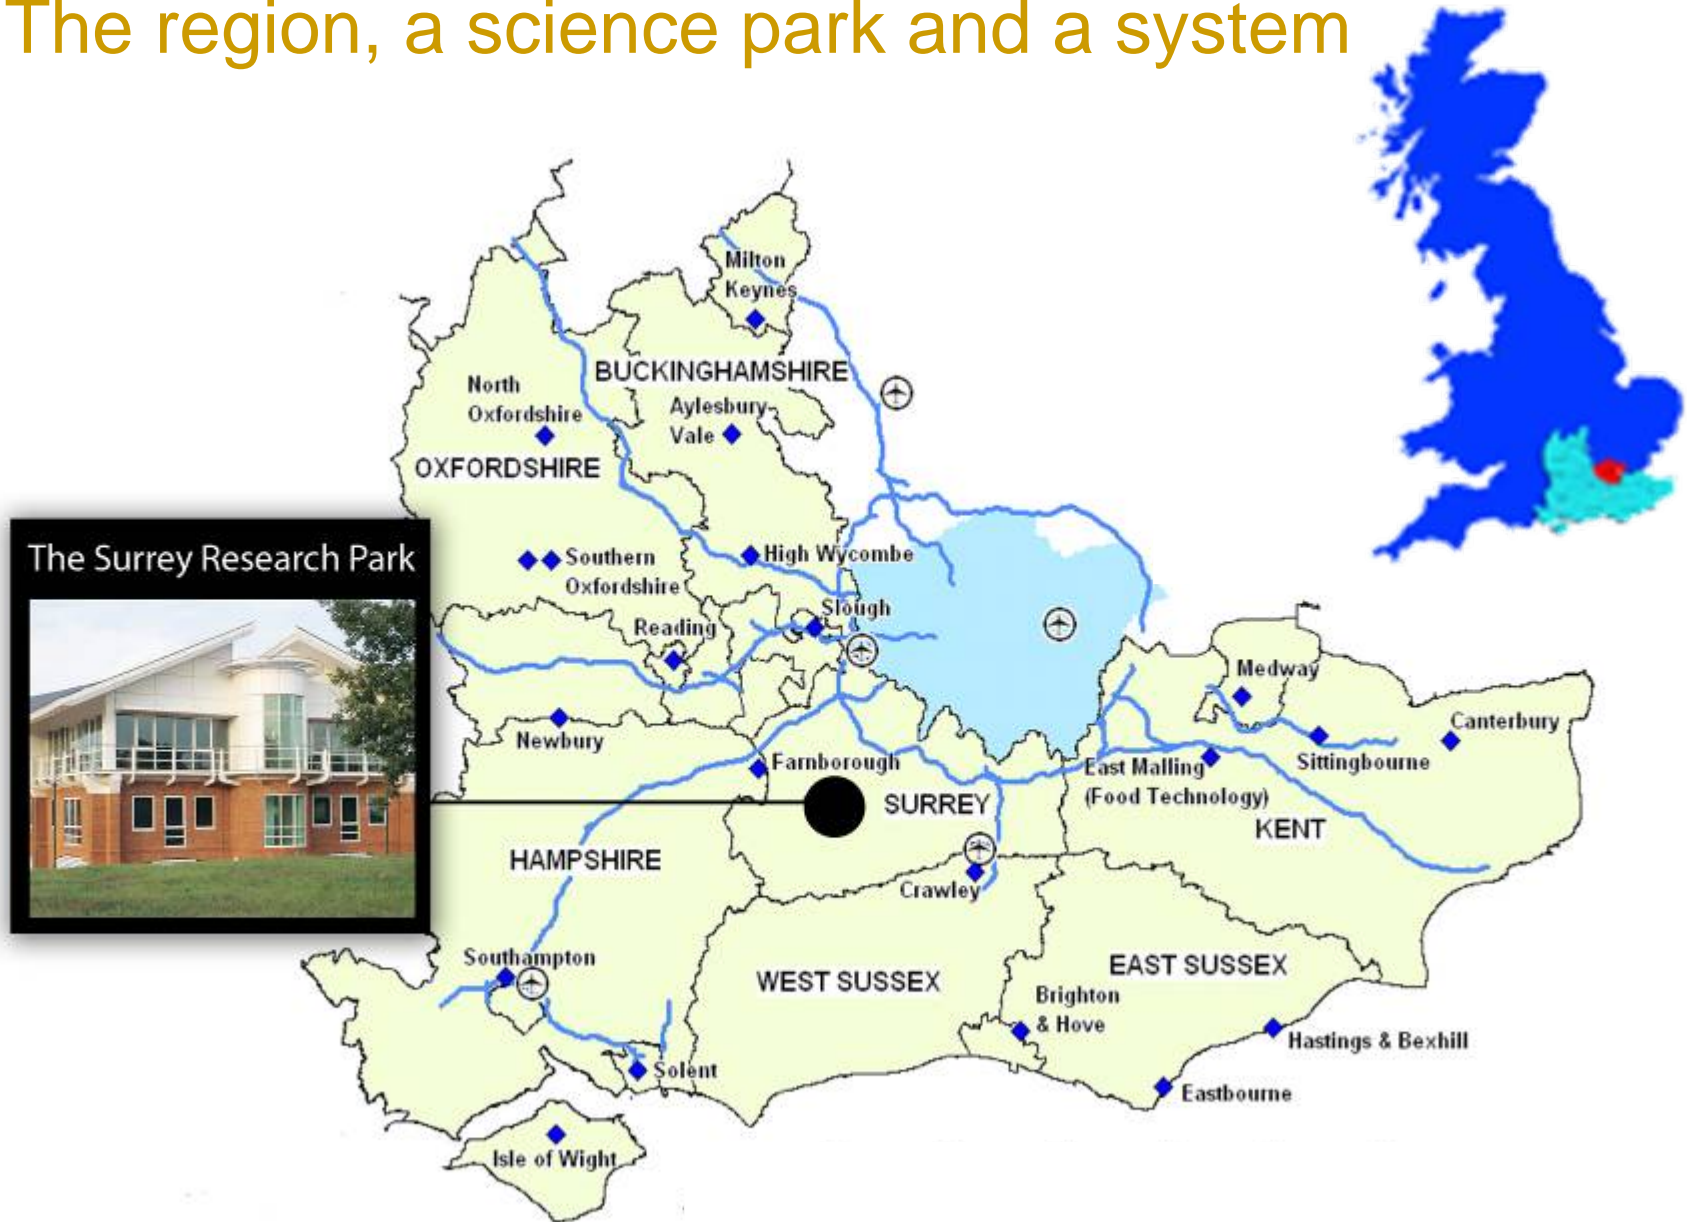 The region, a science park and a system
Milton
Keynes
BUCKINGHAMSHIRE
North
Oxfordshire
Aylesbury
Vale
OXFORDSHIRE
The Surrey Research Park
Southern
Oxfordshire
High Wycombe
Slough
Reading
Medway
Newbury
Canterbury
Sittingbourne
Farnborough
East Malling
(Food Technology)
SURREY
KENT
HAMPSHIRE
Crawley
Southampton
WEST SUSSEX
EAST SUSSEX
Brighton
& Hove
Hastings & Bexhill
Solent
Eastbourne
Isle of Wight